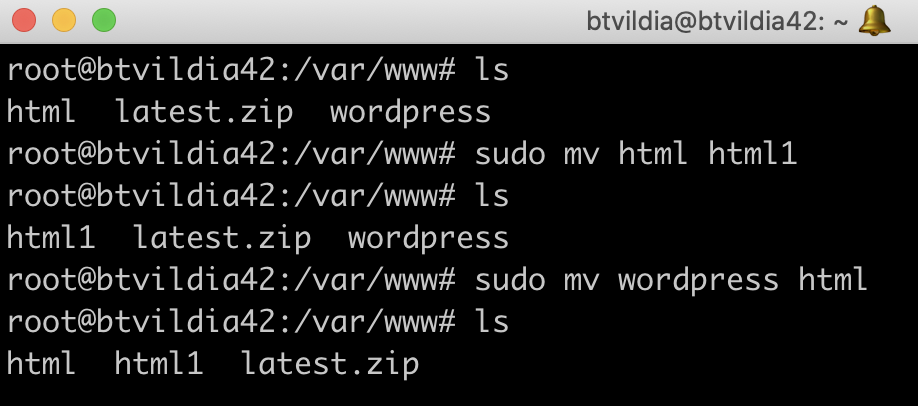 btvildia@btvildia42: ~
root@btvildia42:/var/www# ls
html  latest.zip  wordpress
root@btvildia42:/var/www# sudo mv html html1
root@btvildia42:/var/www# ls
html1  latest.zip  wordpress
root@btvildia42:/var/www# sudo mv wordpress html
root@btvildia42:/var/www# ls
html  html1  latest.zip